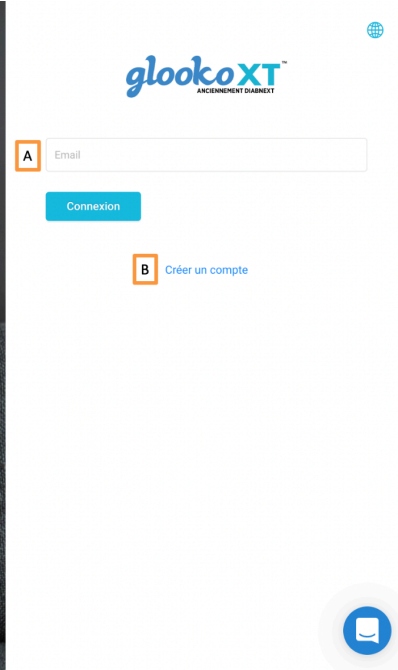 glooko XT™
ANCIENNEMENT DIABNEXT
A
Email
Connexion
B
Créer un compte